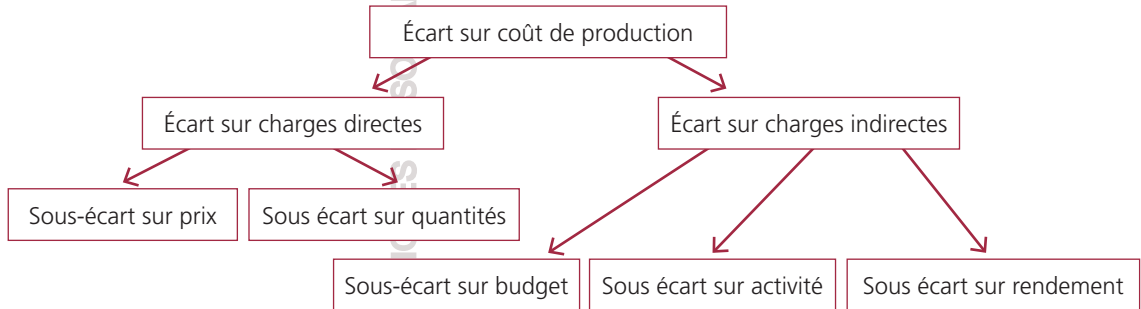 Écart sur coût de production
Écart sur charges directes
Écart sur charges indirectes
Sous-écart sur prix
Sous écart sur quantités
Sous-écart sur budget
Sous écart sur activité
Sous écart sur rendement